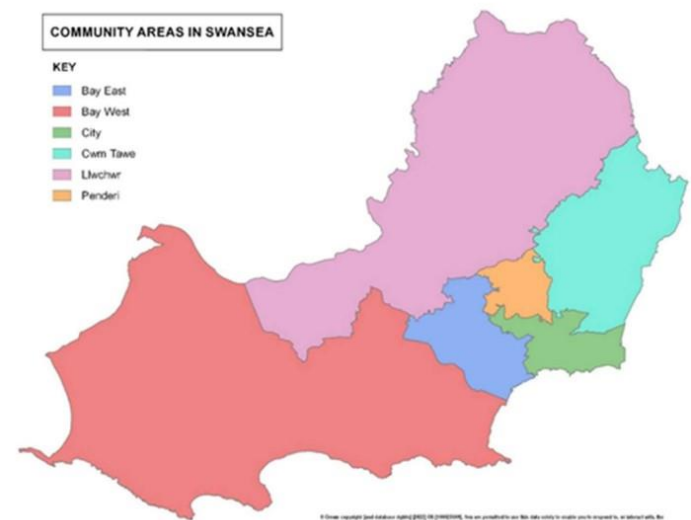 COMMUNITY AREAS IN SWANSEA
KEY
Bay East
Bay West
City
Cwm Tawe
Llwchwr
Penderi